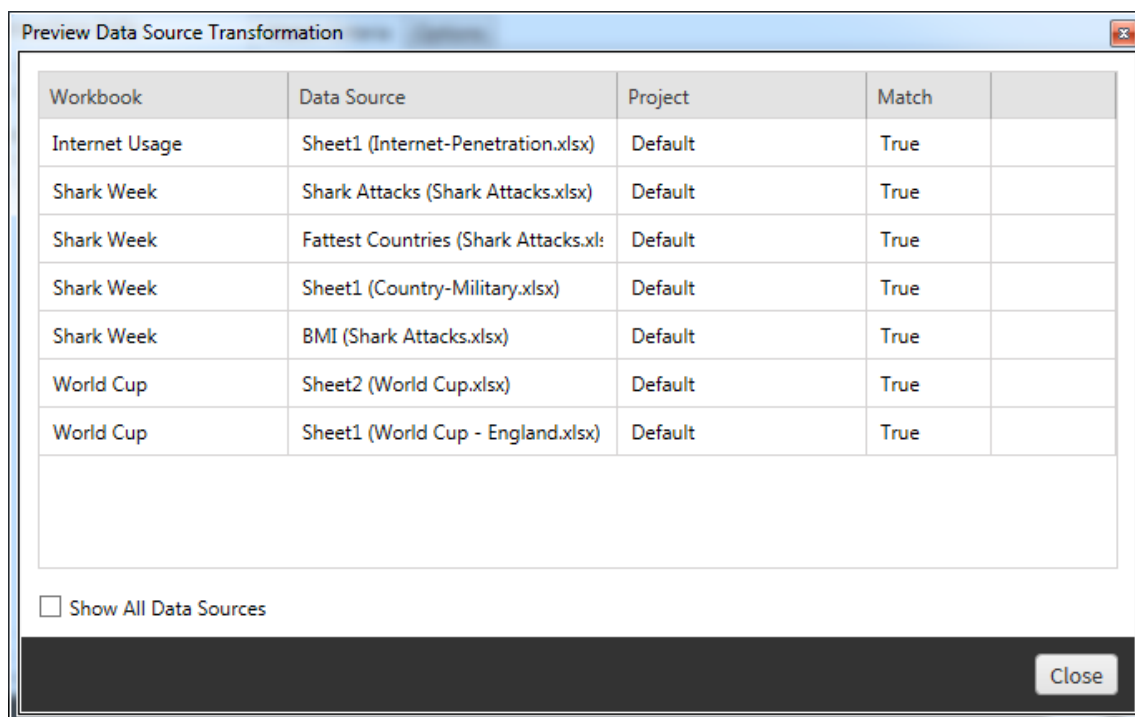 Preview Data Source Transformation
Workbook Data Source Project Match
Internet Usage Sheet1 (Internet-Penetration.xlsx) Default True
Shark Week Shark Attacks (Shark Attacks.xlsx) Default True
Shark Week Fattest Countries (Shark Attacks.xls Default True
Shark Week Sheet1 (Country-Military.xlsx) Default True
Shark Week BMI (Shark Attacks.xlsx) Default True
World Cup Sheet2 (World Cup.xlsx) Default True
World Cup Sheet1 (World Cup - England.xlsx) Default True
Show All Data Sources
Close